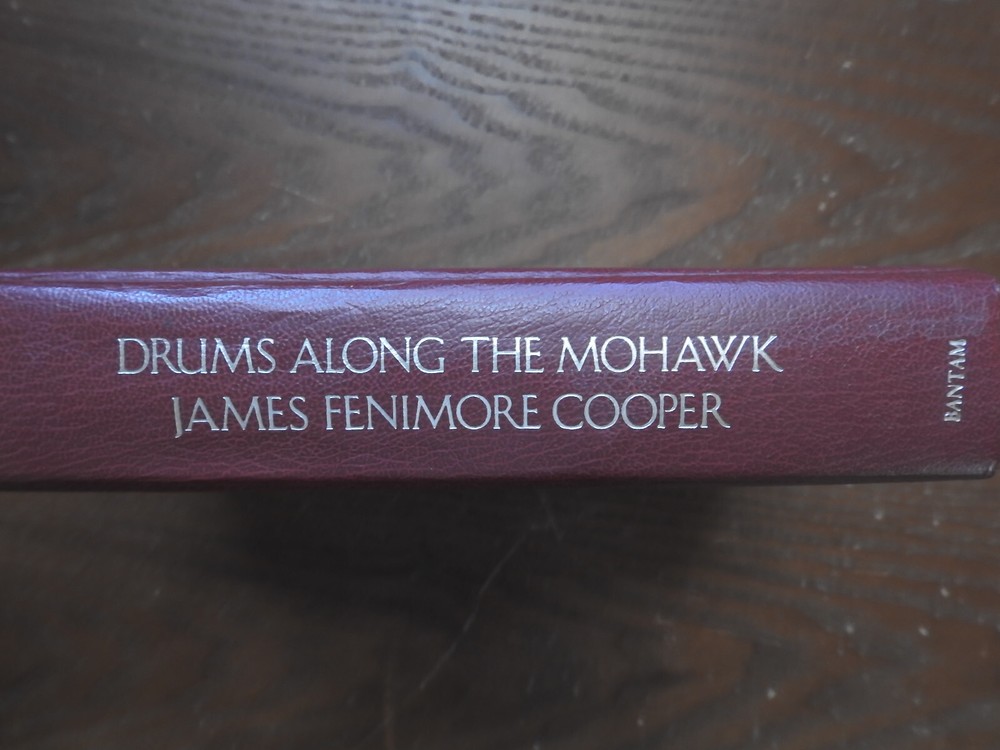 DRUMS ALONG THE MOHAWK
JAMES FENIMORE COOPER
BANTAM